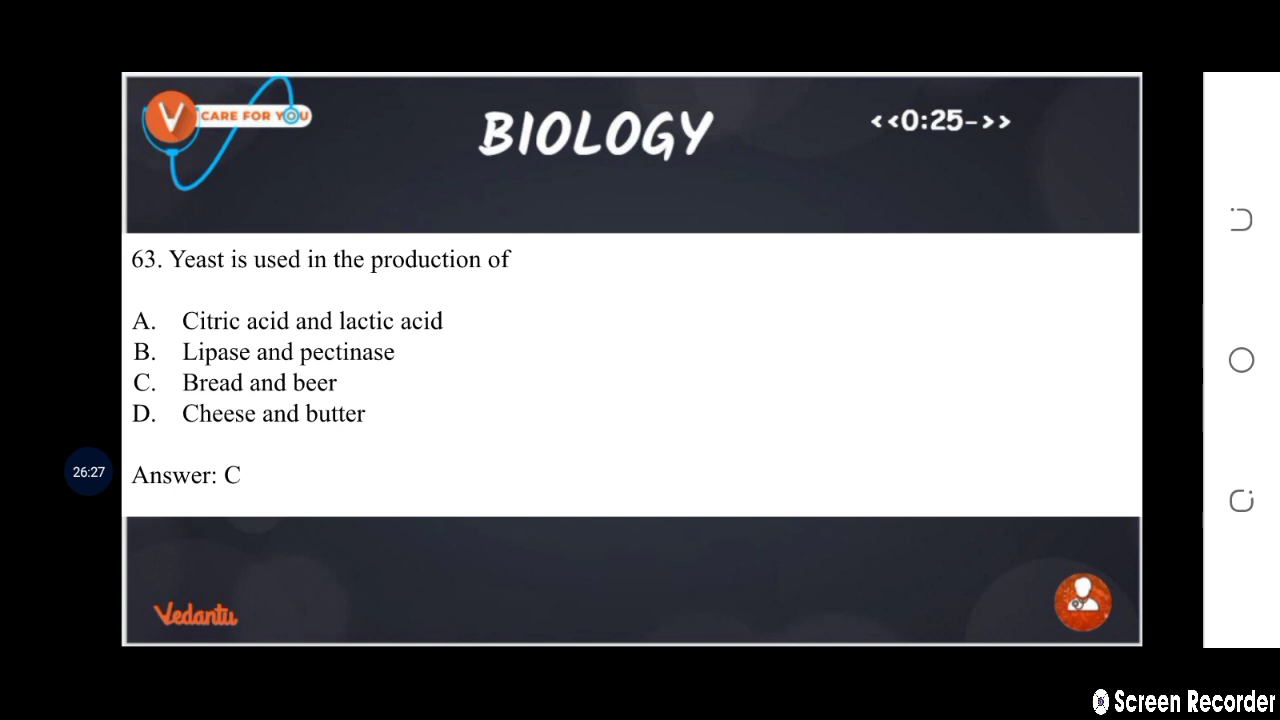 CARE FOR YOU
BIOLOGY
<<0:25->>
63. Yeast is used in the production of
A. Citric acid and lactic acid
B. Lipase and pectinase
C. Bread and beer
D. Cheese and butter
26:27
Answer: C
Vedantu
Screen Recorder